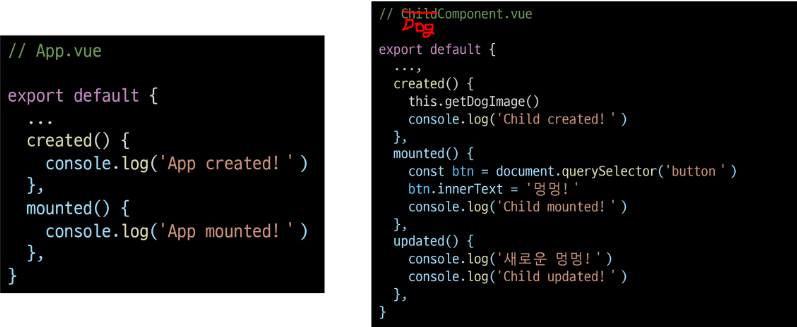 // App.vue
export default {
...
created() {
console.log('App created!')
},
mounted() {
console.log('App mounted!')
},
}
// ChildComponent.vue
Dog
export default {
...,
created() {
this.getDogImage()
console.log('Child created!')
},
mounted() {
const btn = document.querySelector('button')
btn.innerText = '멍멍!'
console.log('Child mounted!')
},
updated() {
console.log('새로운 멍멍!')
console.log('Child updated!')
},
}